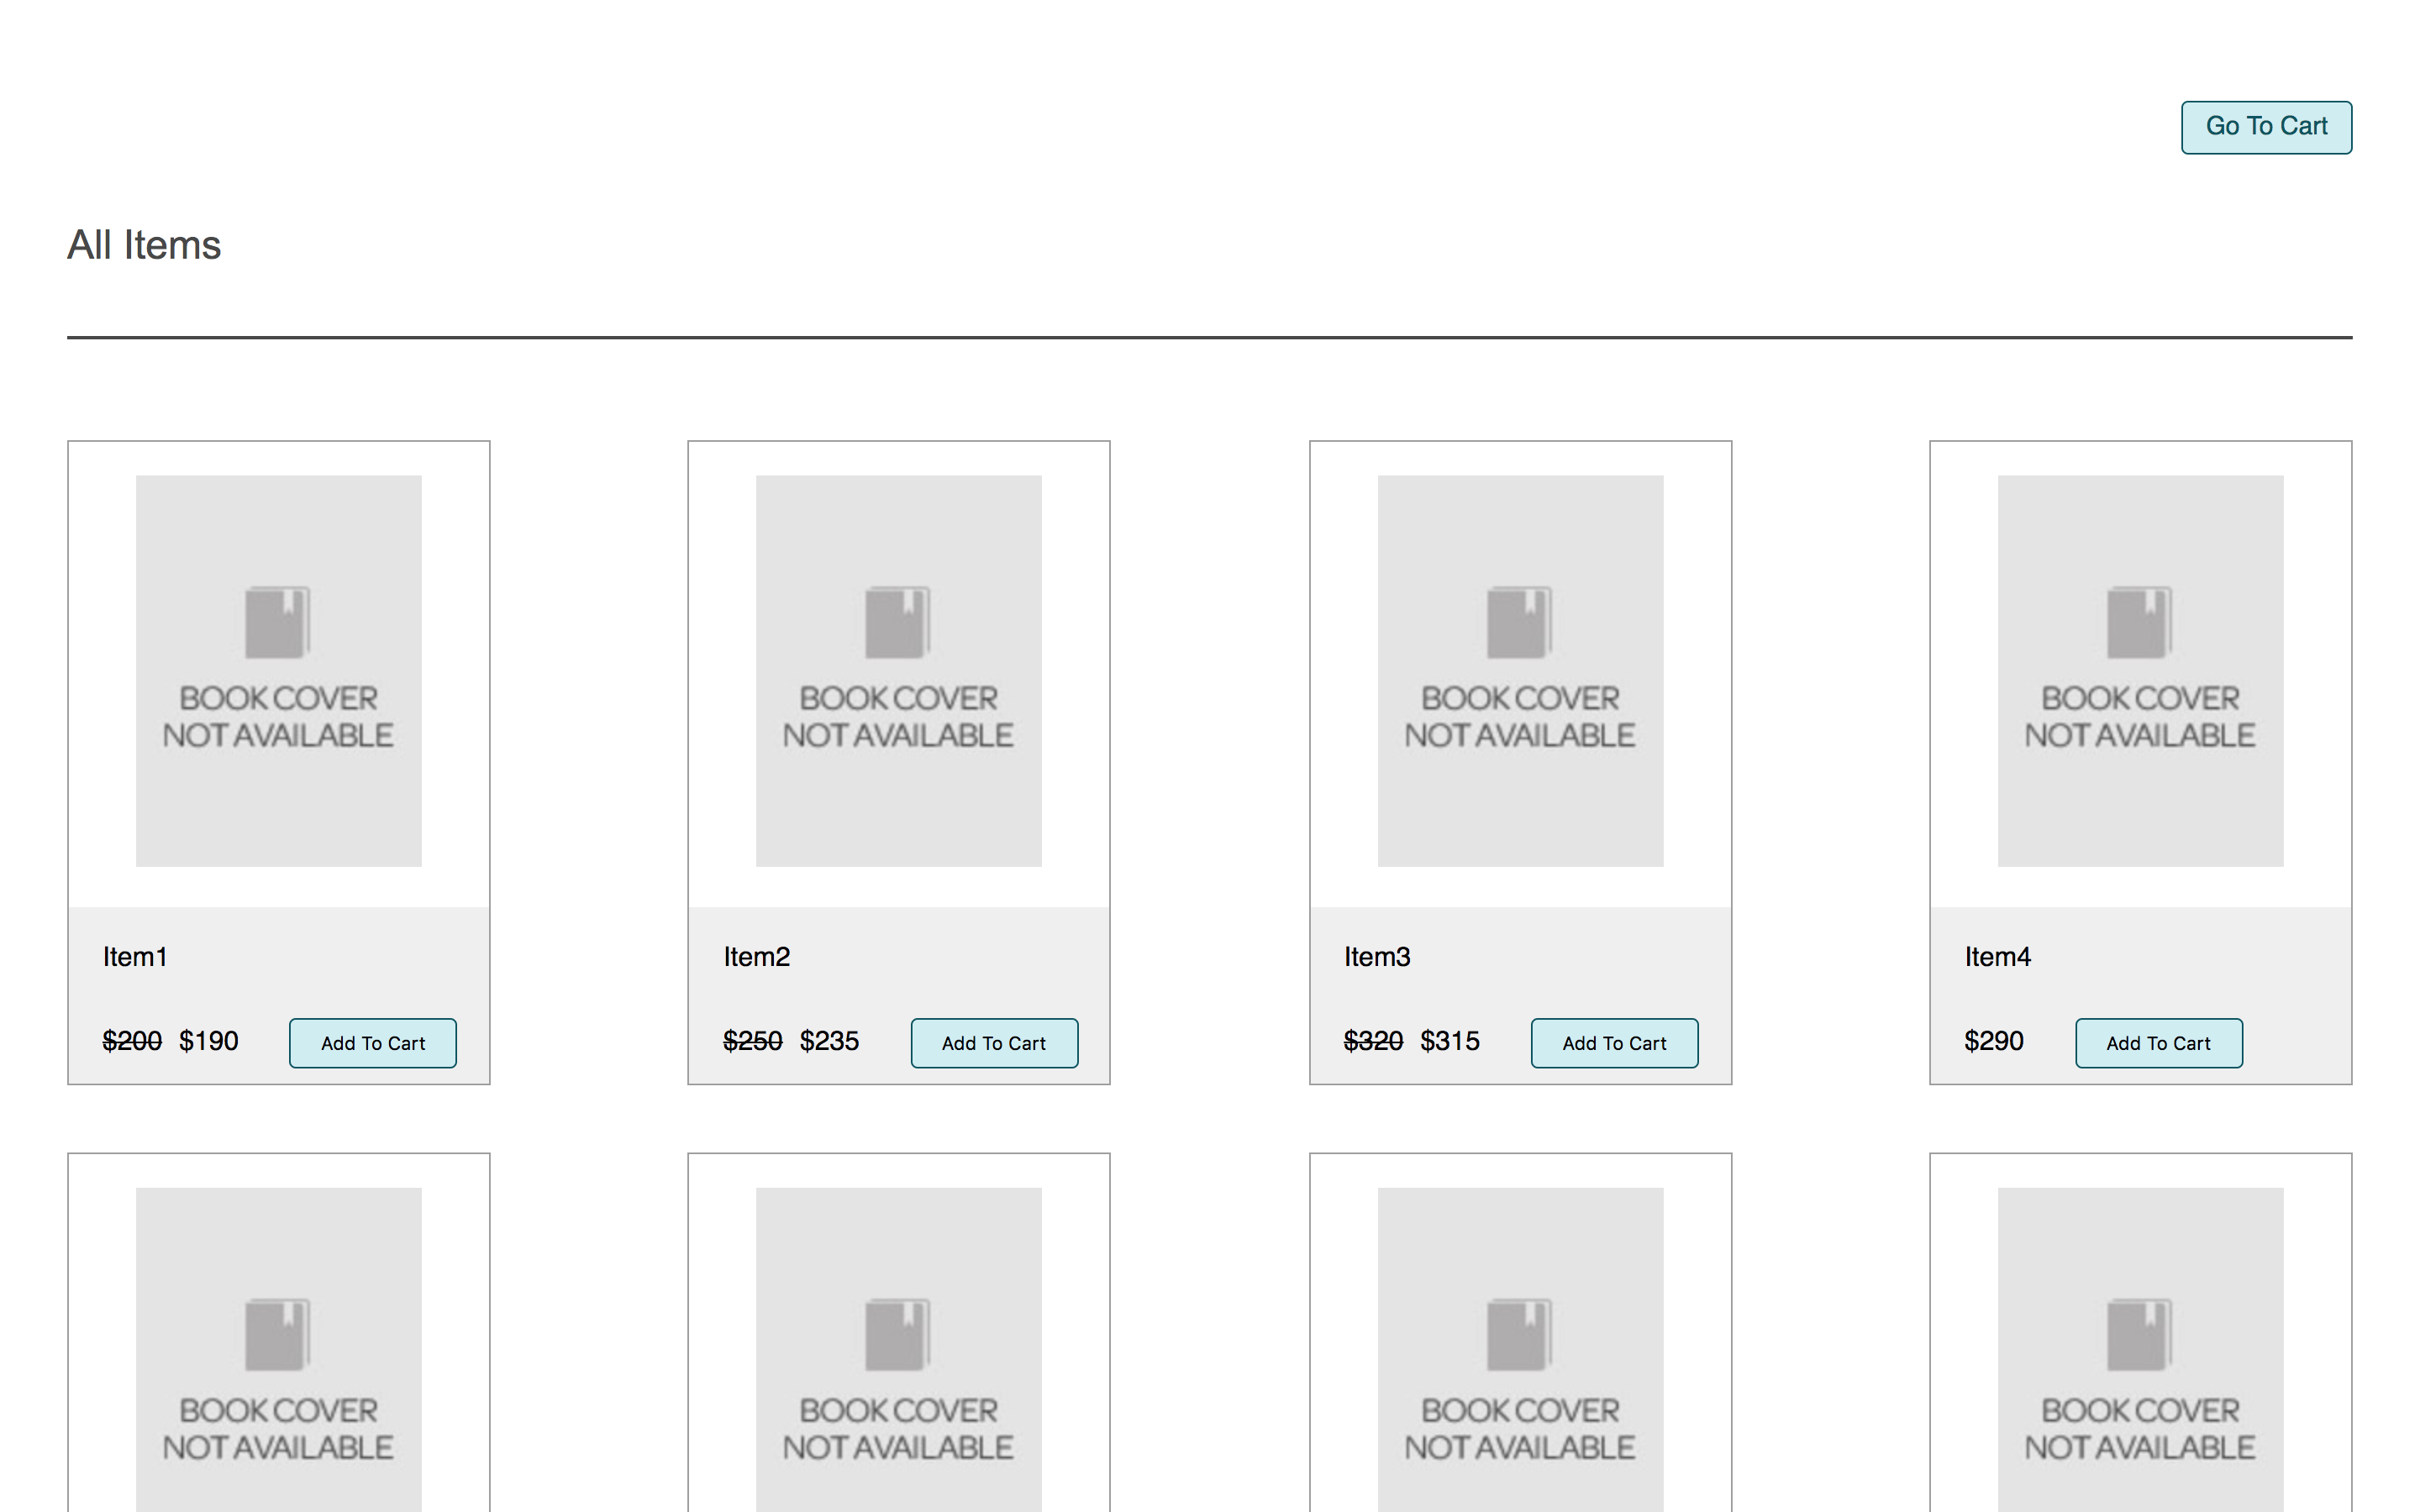 Go To Cart
All Items
BOOK COVER
NOT AVAILABLE
BOOK COVER
NOT AVAILABLE
BOOK COVER
NOT AVAILABLE
BOOK COVER
NOT AVAILABLE
Item1
$200 $190 Add To Cart
Item2
$250 $235 Add To Cart
Item3
$320 $315 Add To Cart
Item4
$290 Add To Cart
BOOK COVER
NOT AVAILABLE
BOOK COVER
NOT AVAILABLE
BOOK COVER
NOT AVAILABLE
BOOK COVER
NOT AVAILABLE